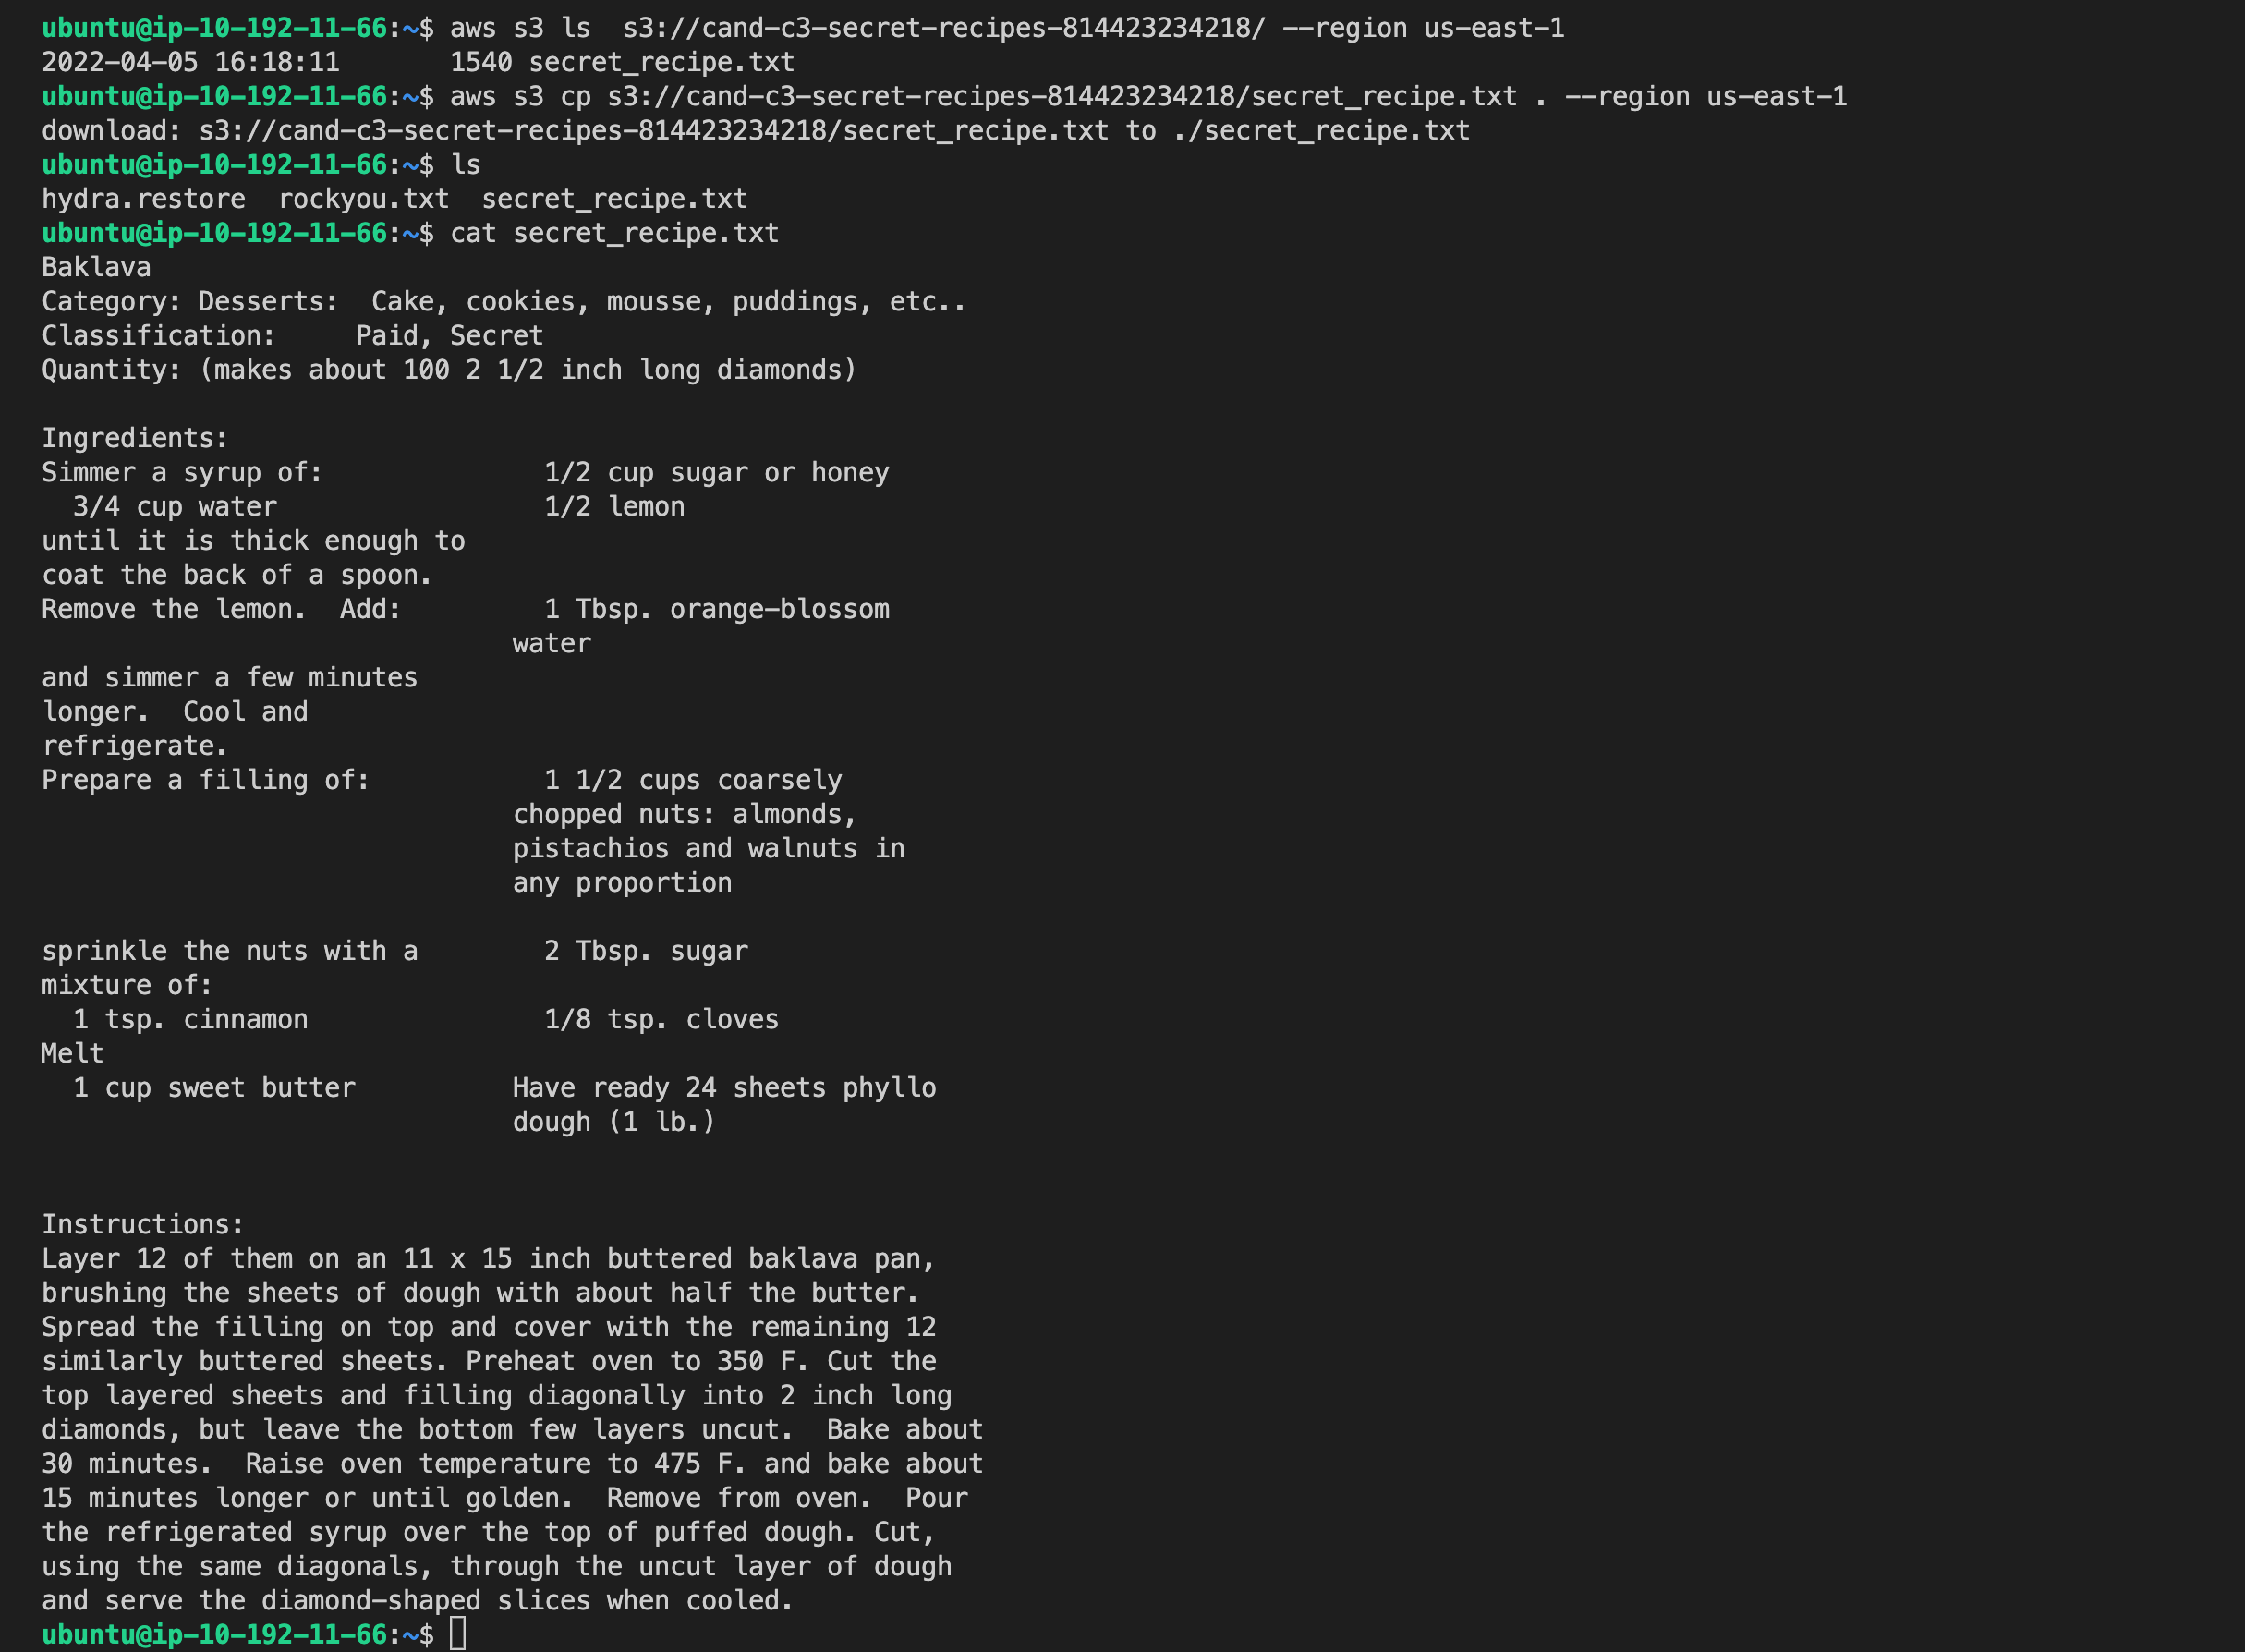 ubuntu@ip-10-192-11-66:~$ aws s3 ls  s3://cand-c3-secret-recipes-814423234218/ --region us-east-1
2022-04-05 16:18:11       1540 secret_recipe.txt
ubuntu@ip-10-192-11-66:~$ aws s3 cp s3://cand-c3-secret-recipes-814423234218/secret_recipe.txt . --region us-east-1
download: s3://cand-c3-secret-recipes-814423234218/secret_recipe.txt to ./secret_recipe.txt
ubuntu@ip-10-192-11-66:~$ ls
hydra.restore  rockyou.txt  secret_recipe.txt
ubuntu@ip-10-192-11-66:~$ cat secret_recipe.txt
Baklava
Category: Desserts:  Cake, cookies, mousse, puddings, etc..
Classification:     Paid, Secret
Quantity: (makes about 100 2 1/2 inch long diamonds)

Ingredients:
Simmer a syrup of:              1/2 cup sugar or honey
  3/4 cup water                 1/2 lemon
until it is thick enough to
coat the back of a spoon.
Remove the lemon.  Add:         1 Tbsp. orange-blossom
                              water
and simmer a few minutes
longer.  Cool and
refrigerate.
Prepare a filling of:           1 1/2 cups coarsely
                              chopped nuts: almonds,
                              pistachios and walnuts in
                              any proportion

sprinkle the nuts with a        2 Tbsp. sugar
mixture of:
  1 tsp. cinnamon               1/8 tsp. cloves
Melt
  1 cup sweet butter          Have ready 24 sheets phyllo
                              dough (1 lb.)

Instructions:
Layer 12 of them on an 11 x 15 inch buttered baklava pan,
brushing the sheets of dough with about half the butter.
Spread the filling on top and cover with the remaining 12
similarly buttered sheets. Preheat oven to 350 F. Cut the
top layered sheets and filling diagonally into 2 inch long
diamonds, but leave the bottom few layers uncut.  Bake about
30 minutes.  Raise oven temperature to 475 F. and bake about
15 minutes longer or until golden.  Remove from oven.  Pour
the refrigerated syrup over the top of puffed dough. Cut,
using the same diagonals, through the uncut layer of dough
and serve the diamond-shaped slices when cooled.
ubuntu@ip-10-192-11-66:~$